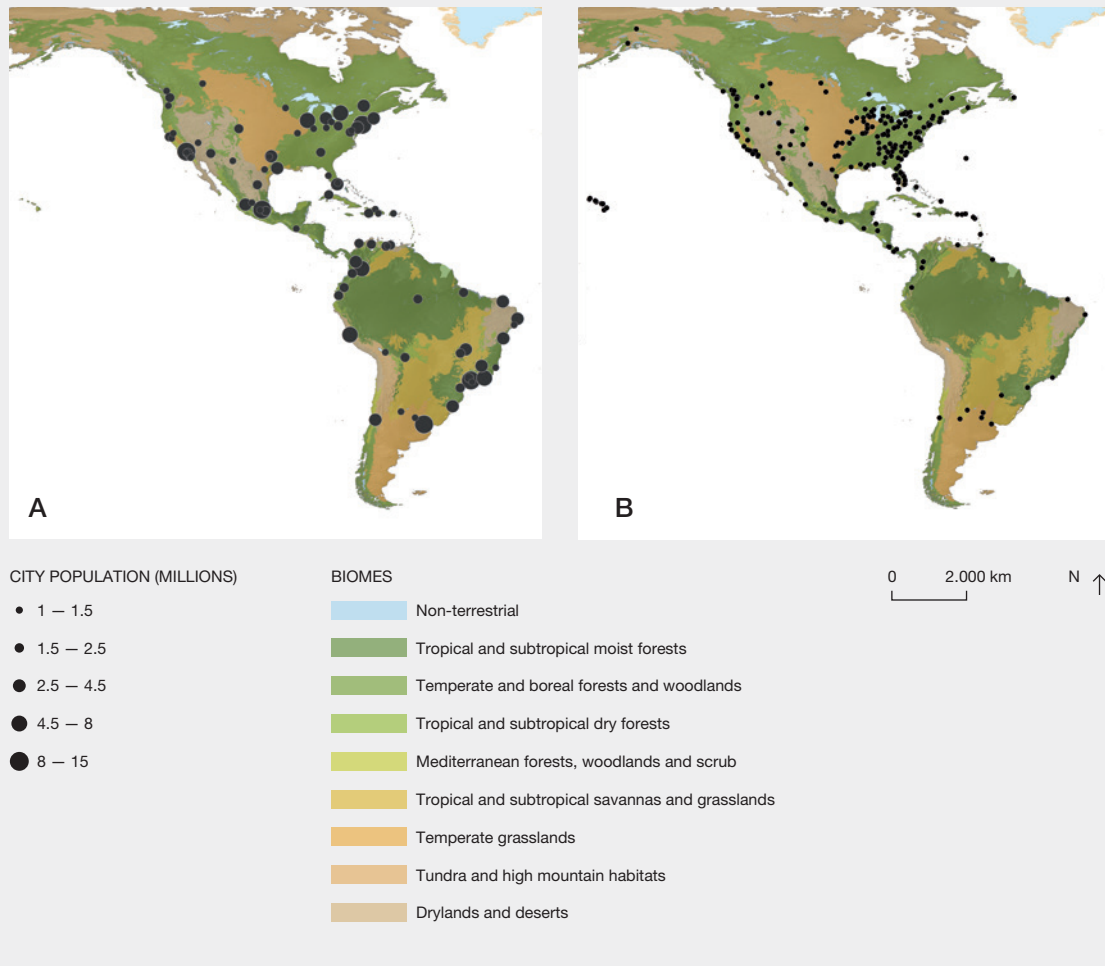 A
B
CITY POPULATION (MILLIONS)
1 — 1.5
1.5 — 2.5
2.5 — 4.5
4.5 — 8
8 — 15
BIOMES
Non-terrestrial
Tropical and subtropical moist forests
Temperate and boreal forests and woodlands
Tropical and subtropical dry forests
Mediterranean forests, woodlands and scrub
Tropical and subtropical savannas and grasslands
Temperate grasslands
Tundra and high mountain habitats
Drylands and deserts
0 2.000 km N